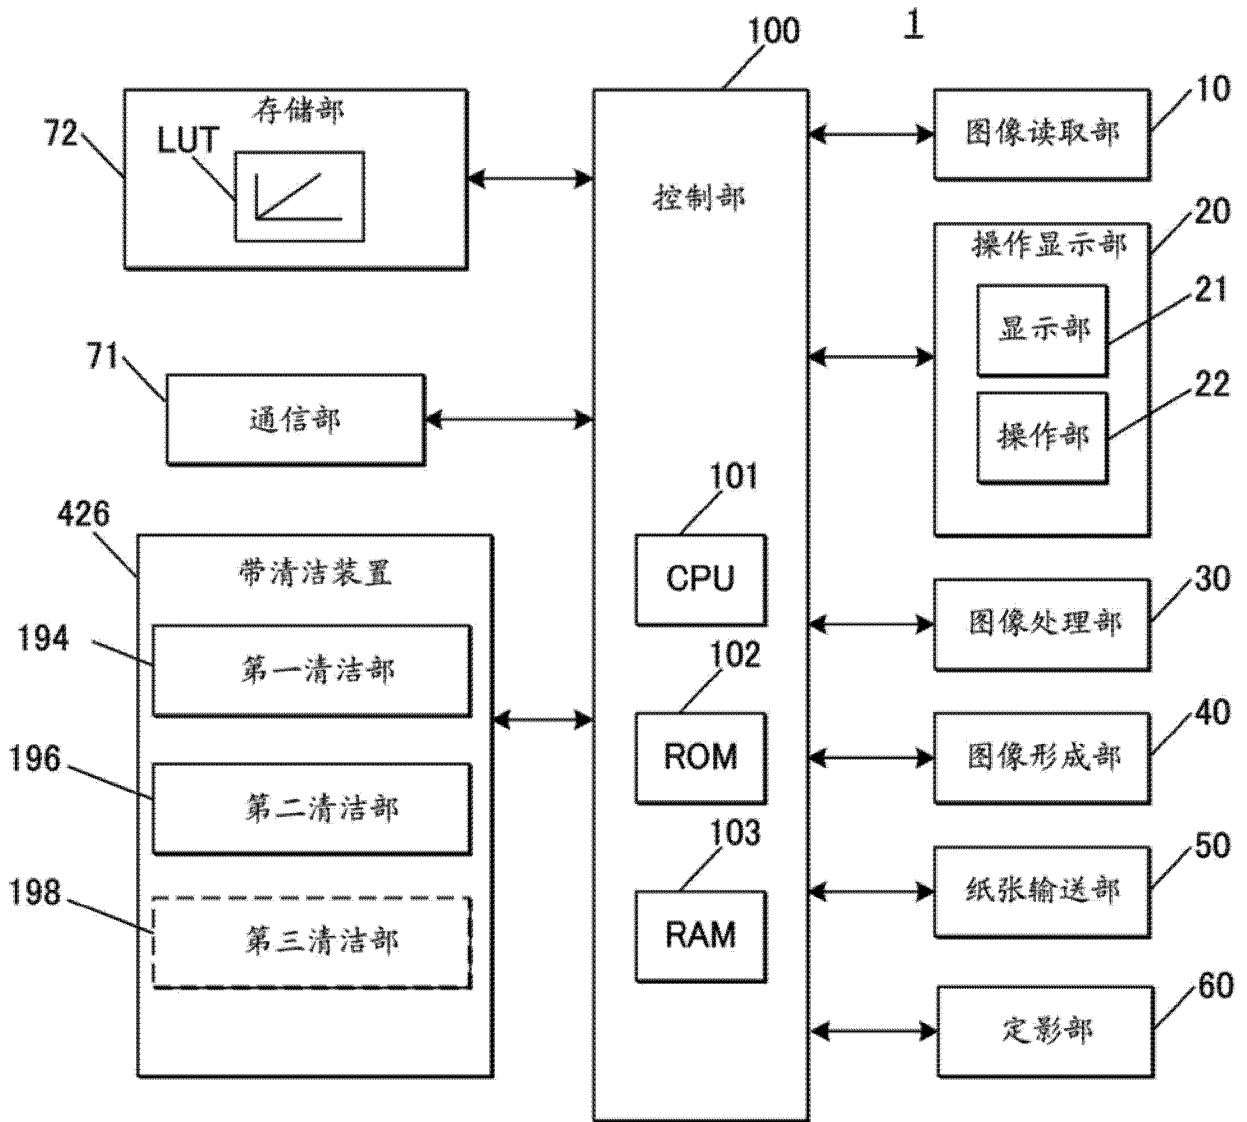 1
100
存储部
LUT
72
通信部
71
带清洁装置
426
第一清洁部
194
第二清洁部
196
第三清洁部
198
控制部
CPU
101
ROM
102
RAM
103
图像读取部
10
操作显示部
20
显示部
21
操作部
22
图像处理部
30
图像形成部
40
纸张输送部
50
定影部
60